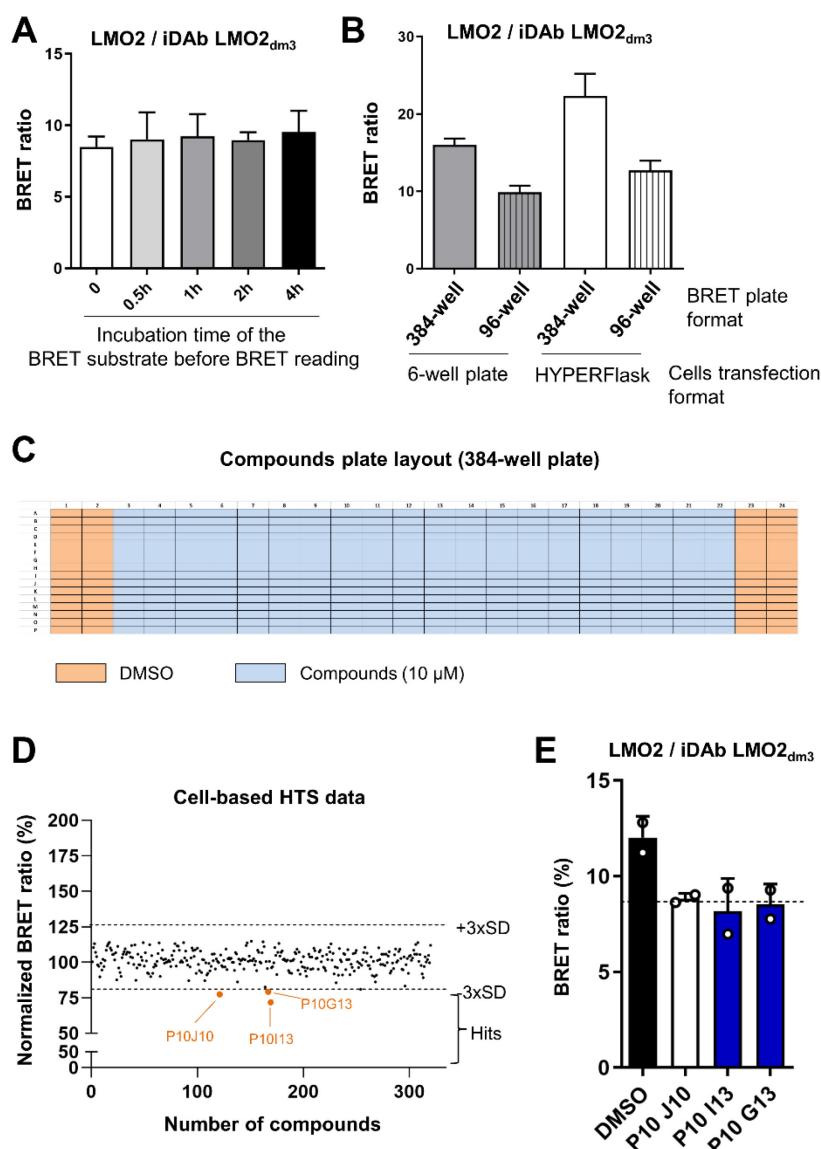 A
LMO2 / iDAb LMO2dm3
BRET ratio
15
10
5
0
0
0.5h
1h
2h
4h
Incubation time of the
BRET substrate before BRET reading
B
LMO2 / iDAb LMO2dm3
BRET ratio
30
20
10
0
384-well
96-well
384-well
96-well
BRET plate
format
6-well plate
HYPERFlask
Cells transfection
format
C
Compounds plate layout (384-well plate)
1 2 3 4 5 6 7 8 9 10 11 12 13 14 15 16 17 18 19 20 21 22 23 24
A
B
C
D
E
F
G
H
I
J
K
L
M
N
O
P
DMSO
Compounds (10 µM)
D
Cell-based HTS data
Normalized BRET ratio (%)
200
175
150
125
100
75
50
50
0
+3xSD
-3xSD
P10J10
P10I13
P10G13
Hits
0
100
200
300
Number of compounds
E
LMO2 / iDAb LMO2dm3
BRET ratio (%)
15
10
5
0
DMSO
P10 J10
P10 I13
P10 G13